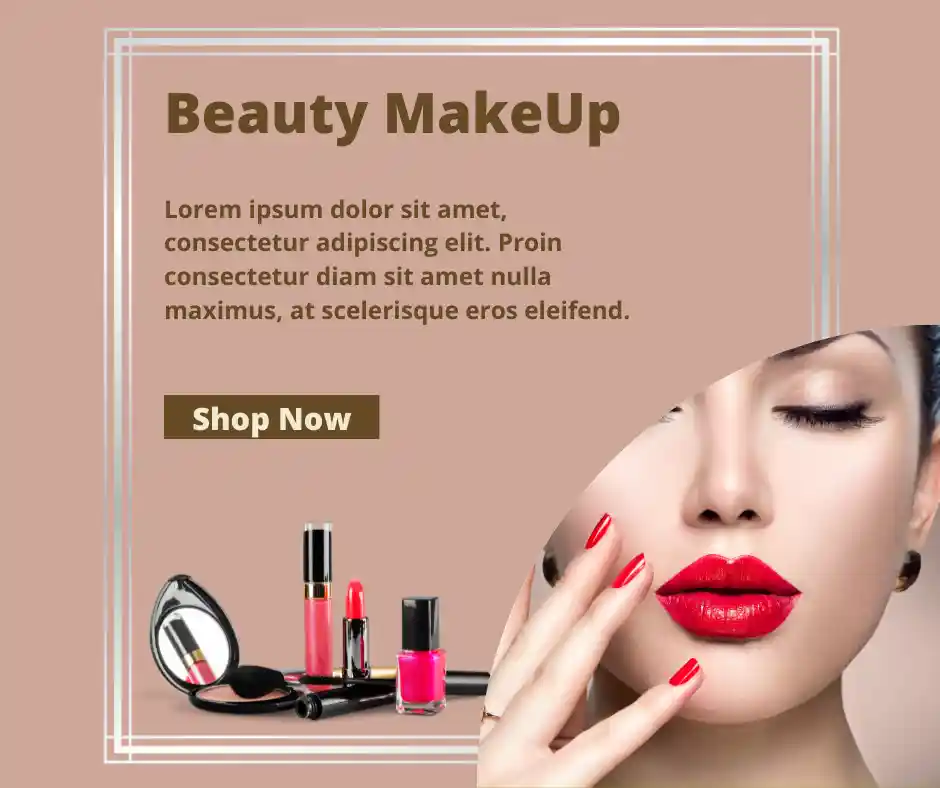 Beauty MakeUp
Lorem ipsum dolor sit amet,
consectetur adipiscing elit. Proin
consectetur diam sit amet nulla
maximus, at scelerisque eros eleifend.
Shop Now